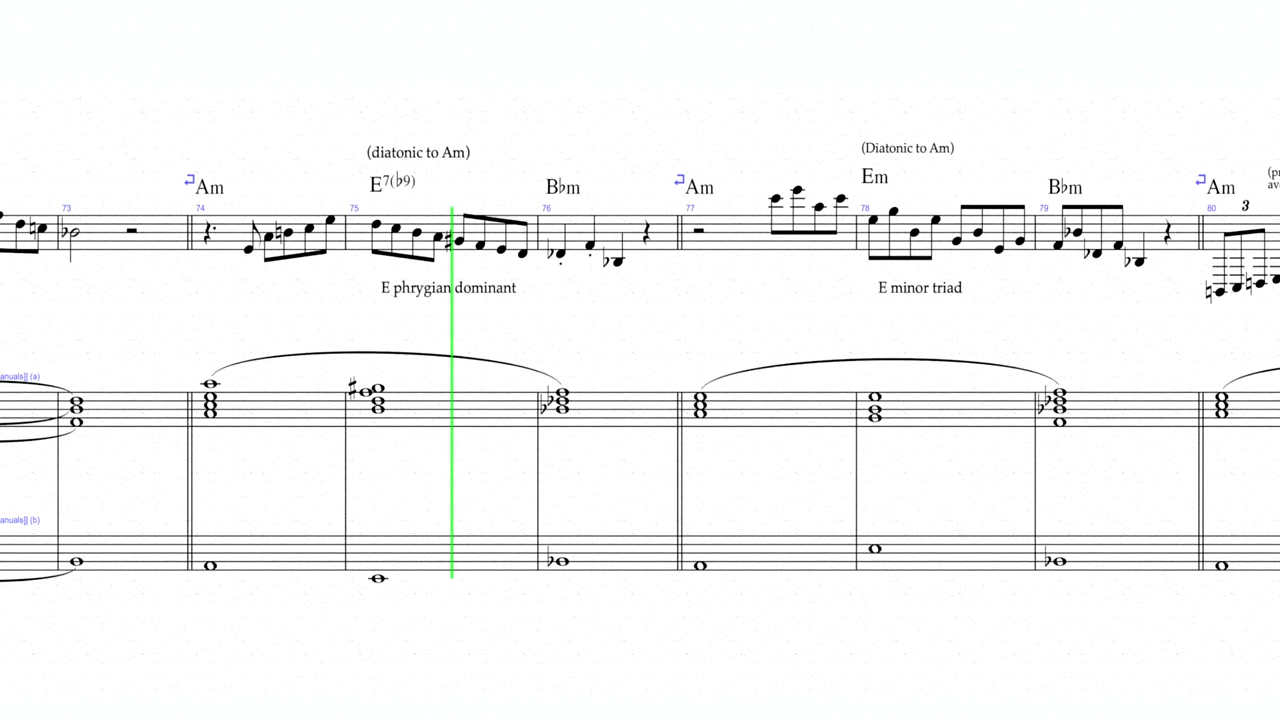 (diatonic to Am)
(Diatonic to Am)
Am
E7(♭9)
B♭m
Am
Em
B♭m
Am
73
74
75
76
77
78
79
80
3
E phrygian dominant
E minor triad
(a)
(b)